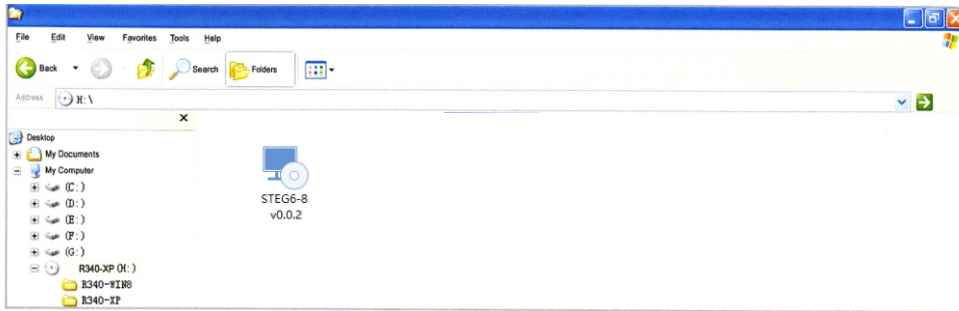 File Edit View Favorites Tools Help
Back Search Folders
Address H:\
Desktop
My Documents
My Computer
(C:)
(D:)
(E:)
(F:)
(G:)
R340-XP (H:)
R340-WIN8
R340-XP
STEG6-8
v0.0.2